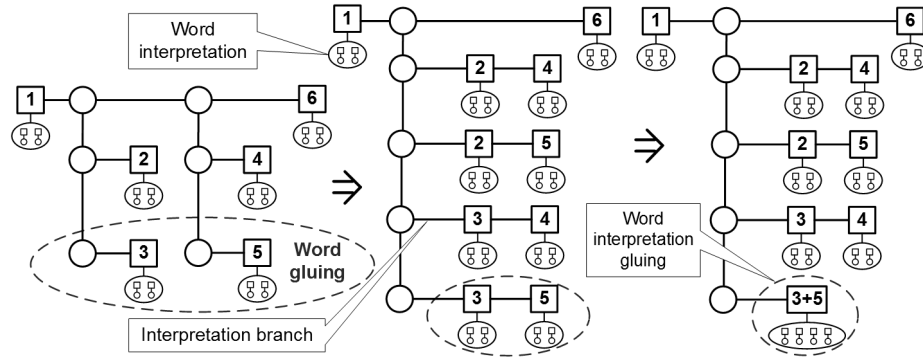 1 6 1 6
Word
interpretation
2 4 2 4
1 6
2 4 2 5 2 5
3 4 3 4
Word
interpretation
gluing
3 5
Word
gluing
3 5 3+5
Interpretation branch